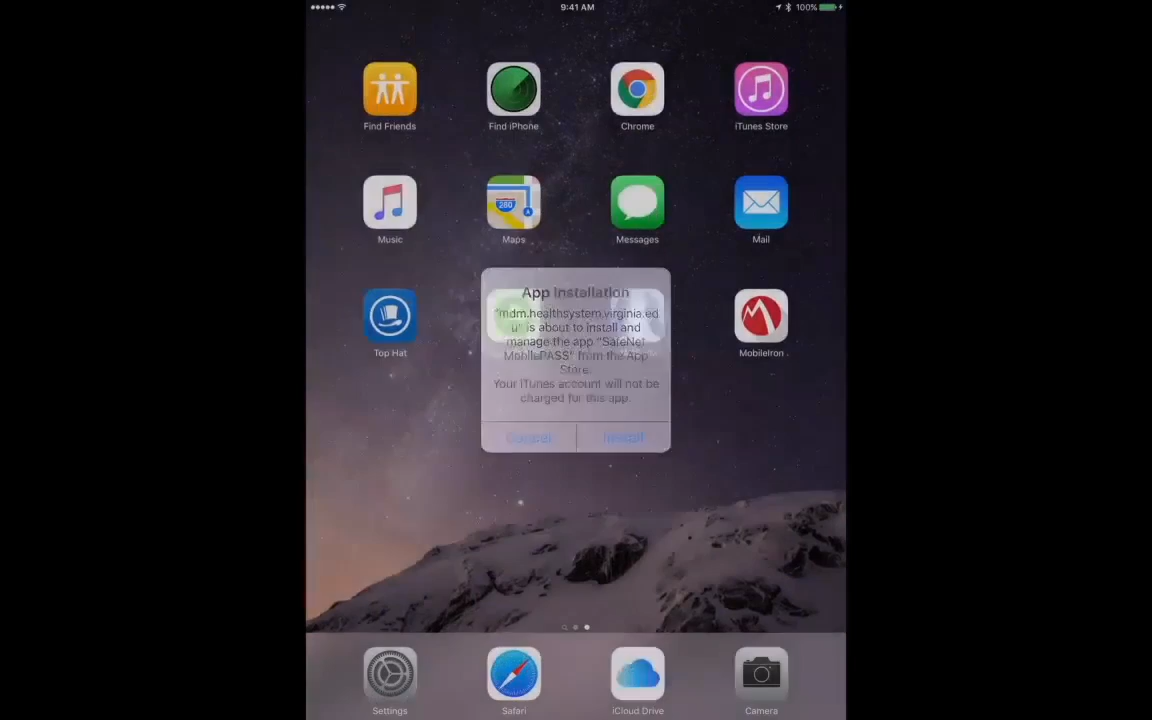 9:41 AM
100%
Find Friends
Find iPhone
Chrome
iTunes Store
280
Music
Maps
Messages
Mail
App Installation
"mdm.healthsystem.virginia.ed
u" is about to install and
manage the app "SafeNet
MobilePASS" from the App
Store.
Your iTunes account will not be
charged for this app.
Cancel
Install
Top Hat
MobileIron .
Settings
Safari
iCloud Drive
Camera